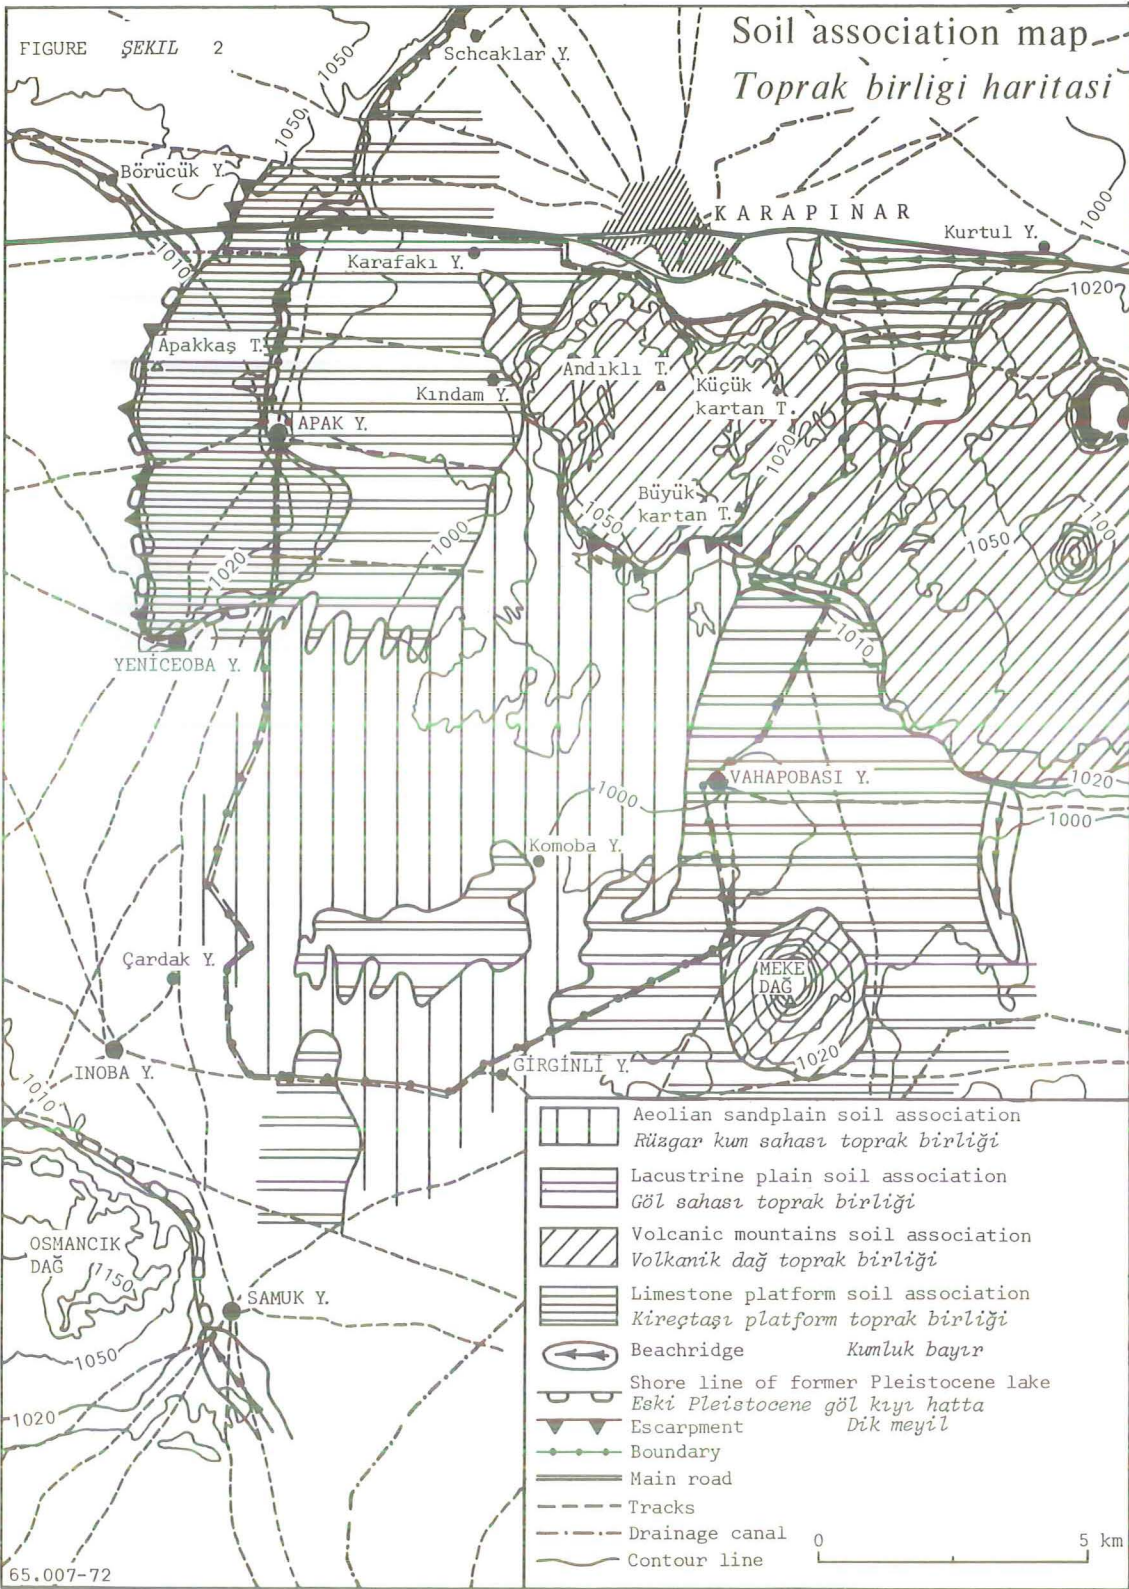 FIGURE ŞEKIL 2
Soil association map
Toprak birligi haritasi
Schcaklar Y.
1050
1050
Börücük Y.
KARAPINAR
1000
Kurtul Y.
1010
Karafakı Y.
1020
Apakkaş T.
Andıklı T.
Kındam Y.
Küçük
kartan T.
APAK Y.
1020
Büyük
kartan T.
1050
1100
1050
1000
1020
1010
YENİCEOBA Y.
VAHAPOBASI Y.
1020
1000
1000
Komoba Y.
Çardak Y.
MEKE
DAĞ
INOBA Y.
1020
GİRGİNLİ Y.
1010
OSMANCIK
DAĞ
1150
SAMUK Y.
1050
1020
Aeolian sandplain soil association
Rüzgar kum sahası toprak birliği
Lacustrine plain soil association
Göl sahası toprak birliği
Volcanic mountains soil association
Volkanik dağ toprak birliği
Limestone platform soil association
Kireçtaşı platform toprak birliği
Beachridge Kumluk bayır
Shore line of former Pleistocene lake
Eski Pleistocene göl kıyı hatta
Escarpment Dik meyil
Boundary
Main road
Tracks
Drainage canal
Contour line
0 5 km
65.007-72